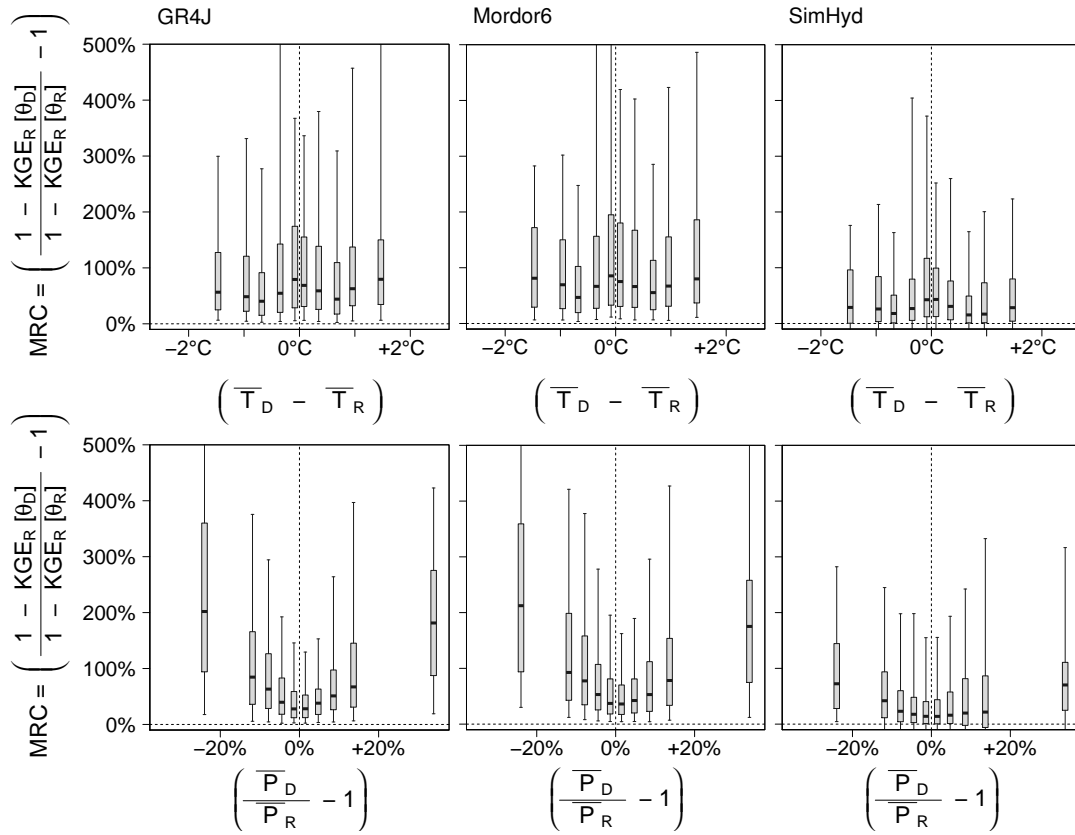 GR4J Mordor6 SimHyd
MRC = ( 1 − KGE_R [θ_D] / 1 − KGE_R [θ_R] − 1 )
500%
400%
300%
200%
100%
0%
−2°C 0°C +2°C −2°C 0°C +2°C −2°C 0°C +2°C
( T̅_D − T̅_R ) ( T̅_D − T̅_R ) ( T̅_D − T̅_R )
MRC = ( 1 − KGE_R [θ_D] / 1 − KGE_R [θ_R] − 1 )
500%
400%
300%
200%
100%
0%
−20% 0% +20% −20% 0% +20% −20% 0% +20%
( P̅_D / P̅_R − 1 ) ( P̅_D / P̅_R − 1 ) ( P̅_D / P̅_R − 1 )